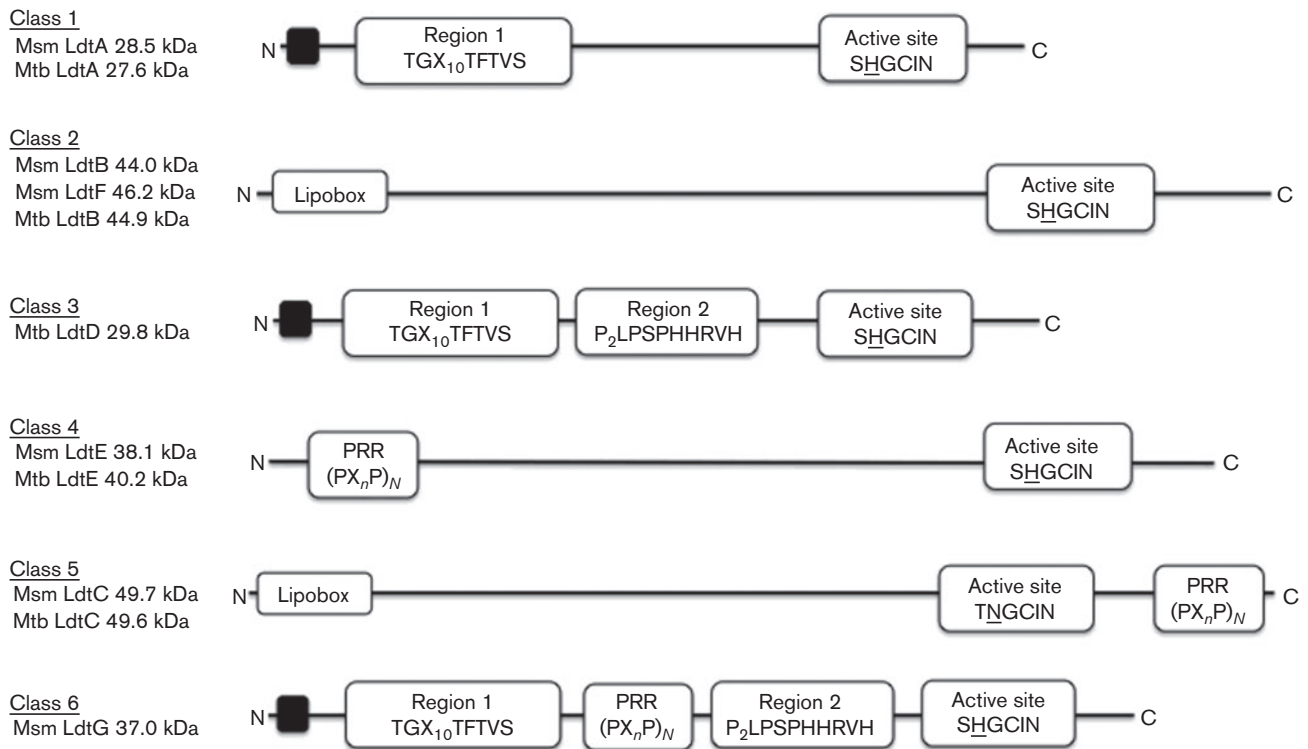 Class 1
Msm LdtA 28.5 kDa
Mtb LdtA 27.6 kDa
N
Region 1
TGX₁₀TFTVS
Active site
SHGCIN
C
Class 2
Msm LdtB 44.0 kDa
Msm LdtF 46.2 kDa
Mtb LdtB 44.9 kDa
N
Lipobox
Active site
SHGCIN
C
Class 3
Mtb LdtD 29.8 kDa
N
Region 1
TGX₁₀TFTVS
Region 2
P₂LPSPHHRVH
Active site
SHGCIN
C
Class 4
Msm LdtE 38.1 kDa
Mtb LdtE 40.2 kDa
N
PRR
(PXₙP)N
Active site
SHGCIN
C
Class 5
Msm LdtC 49.7 kDa
Mtb LdtC 49.6 kDa
N
Lipobox
Active site
TNGCIN
PRR
(PXₙP)N
C
Class 6
Msm LdtG 37.0 kDa
N
Region 1
TGX₁₀TFTVS
PRR
(PXₙP)N
Region 2
P₂LPSPHHRVH
Active site
SHGCIN
C